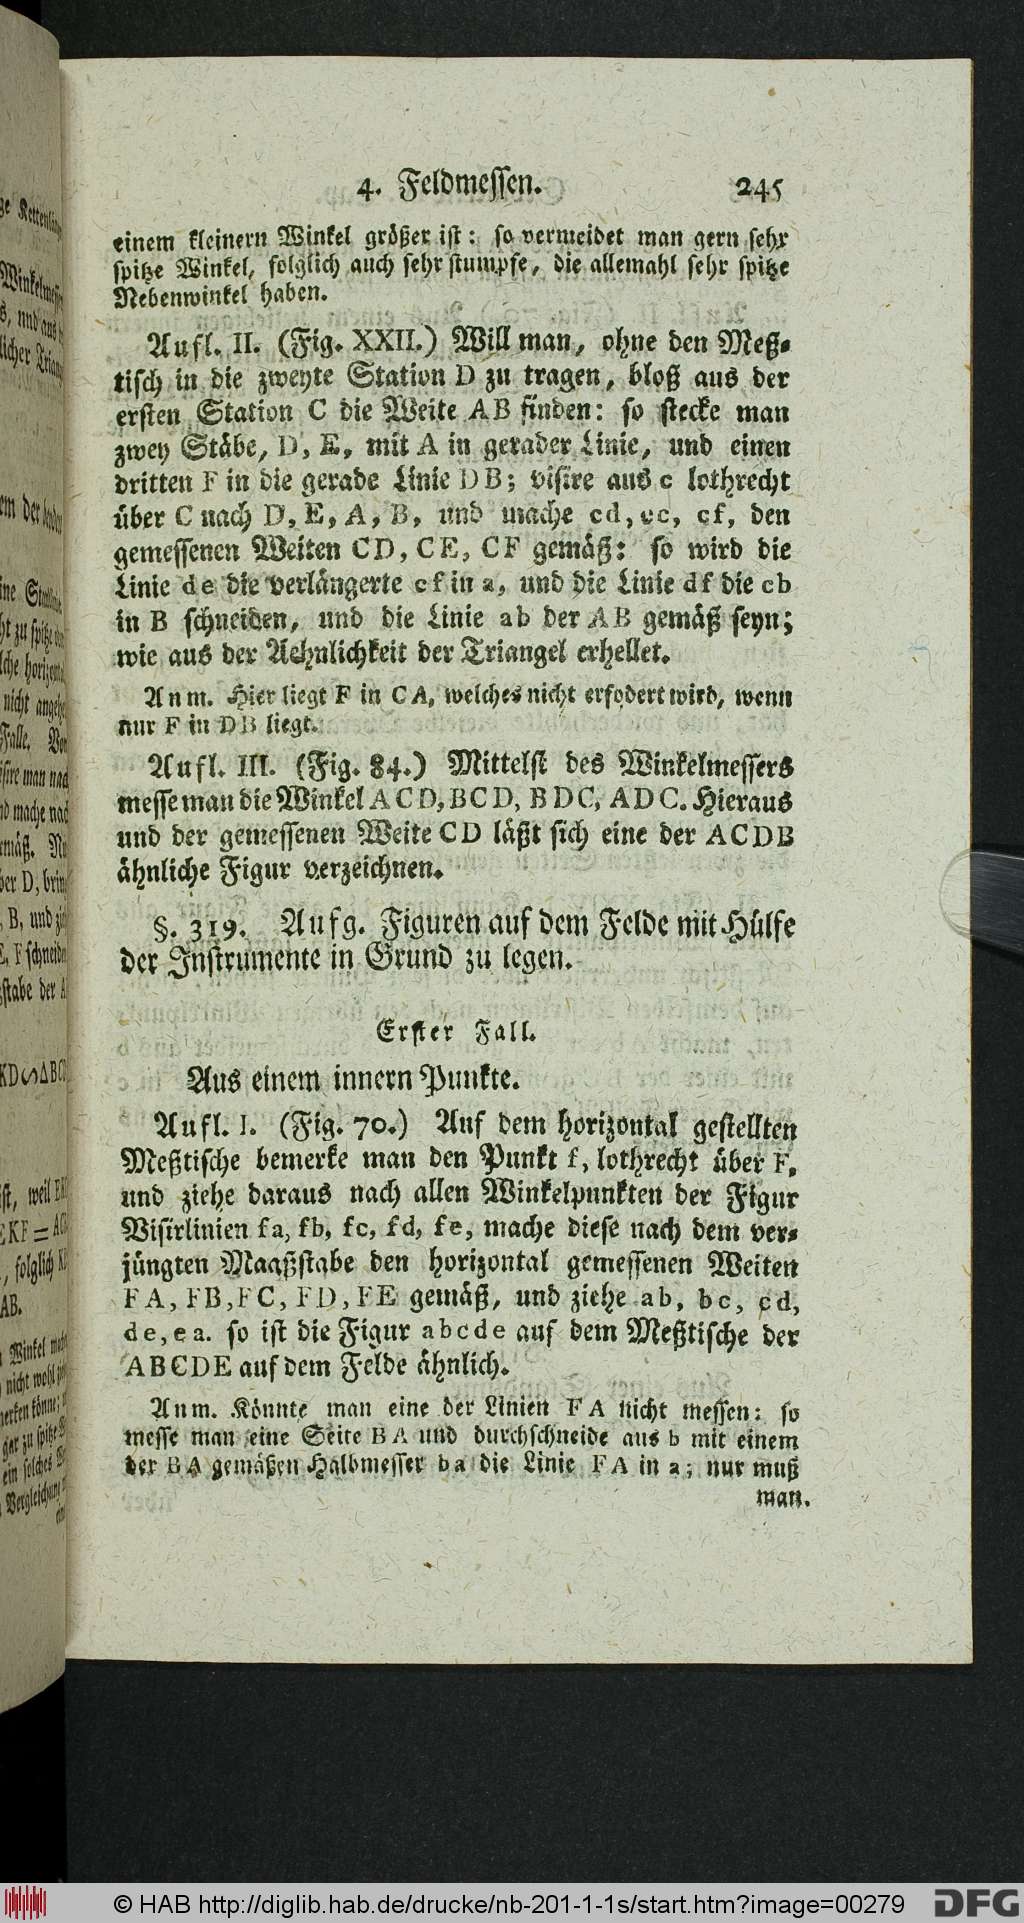 4. Feldmessen. 245
einem kleinern Winkel größer ist: so vermeidet man gern sehr
spitze Winkel, folglich auch sehr stumpfe, die allemahl sehr spitze
Nebenwinkel haben.
Aufl. II. (Fig. XXII.) Will man, ohne den Meß-
tisch in die zweyte Station D zu tragen, bloß aus der
ersten Station C die Weite AB finden: so stecke man
zwey Stäbe, D, E, mit A in gerader Linie, und einen
dritten F in die gerade Linie DB; visire aus c lothrecht
über C nach D, E, A, B, und mache cd, ce, cf, den
gemessenen Weiten CD, CE, CF gemäß: so wird die
Linie de die verlängerte cf in a, und die Linie df die cb
in B schneiden, und die Linie ab der AB gemäß seyn;
wie aus der Aehnlichkeit der Triangel erhellet.
Anm. Hier liegt F in CA, welches nicht erfodert wird, wenn
nur F in DB liegt.
Aufl. III. (Fig. 84.) Mittelst des Winkelmessers
messe man die Winkel ACD, BCD, BDC, ADC. Hieraus
und der gemessenen Weite CD läßt sich eine der ACDB
ähnliche Figur verzeichnen.
§. 319. Aufg. Figuren auf dem Felde mit Hülfe
der Instrumente in Grund zu legen.
Erster Fall.
Aus einem innern Punkte.
Aufl. I. (Fig. 70.) Auf dem horizontal gestellten
Meßtische bemerke man den Punkt f, lothrecht über F,
und ziehe daraus nach allen Winkelpunkten der Figur
Visirlinien fa, fb, fc, fd, fe, mache diese nach dem ver-
jüngten Maaßstabe den horizontal gemessenen Weiten
FA, FB, FC, FD, FE gemäß, und ziehe ab, bc, cd,
de, ea. so ist die Figur abcde auf dem Meßtische der
ABCDE auf dem Felde ähnlich.
Anm. Könnte man eine der Linien FA nicht messen: so
messe man eine Seite BA und durchschneide aus b mit einem
der BA gemäßen Halbmesser ba die Linie FA in a; nur muß
man.
© HAB http://diglib.hab.de/drucke/nb-201-1-1s/start.htm?image=00279
DFG